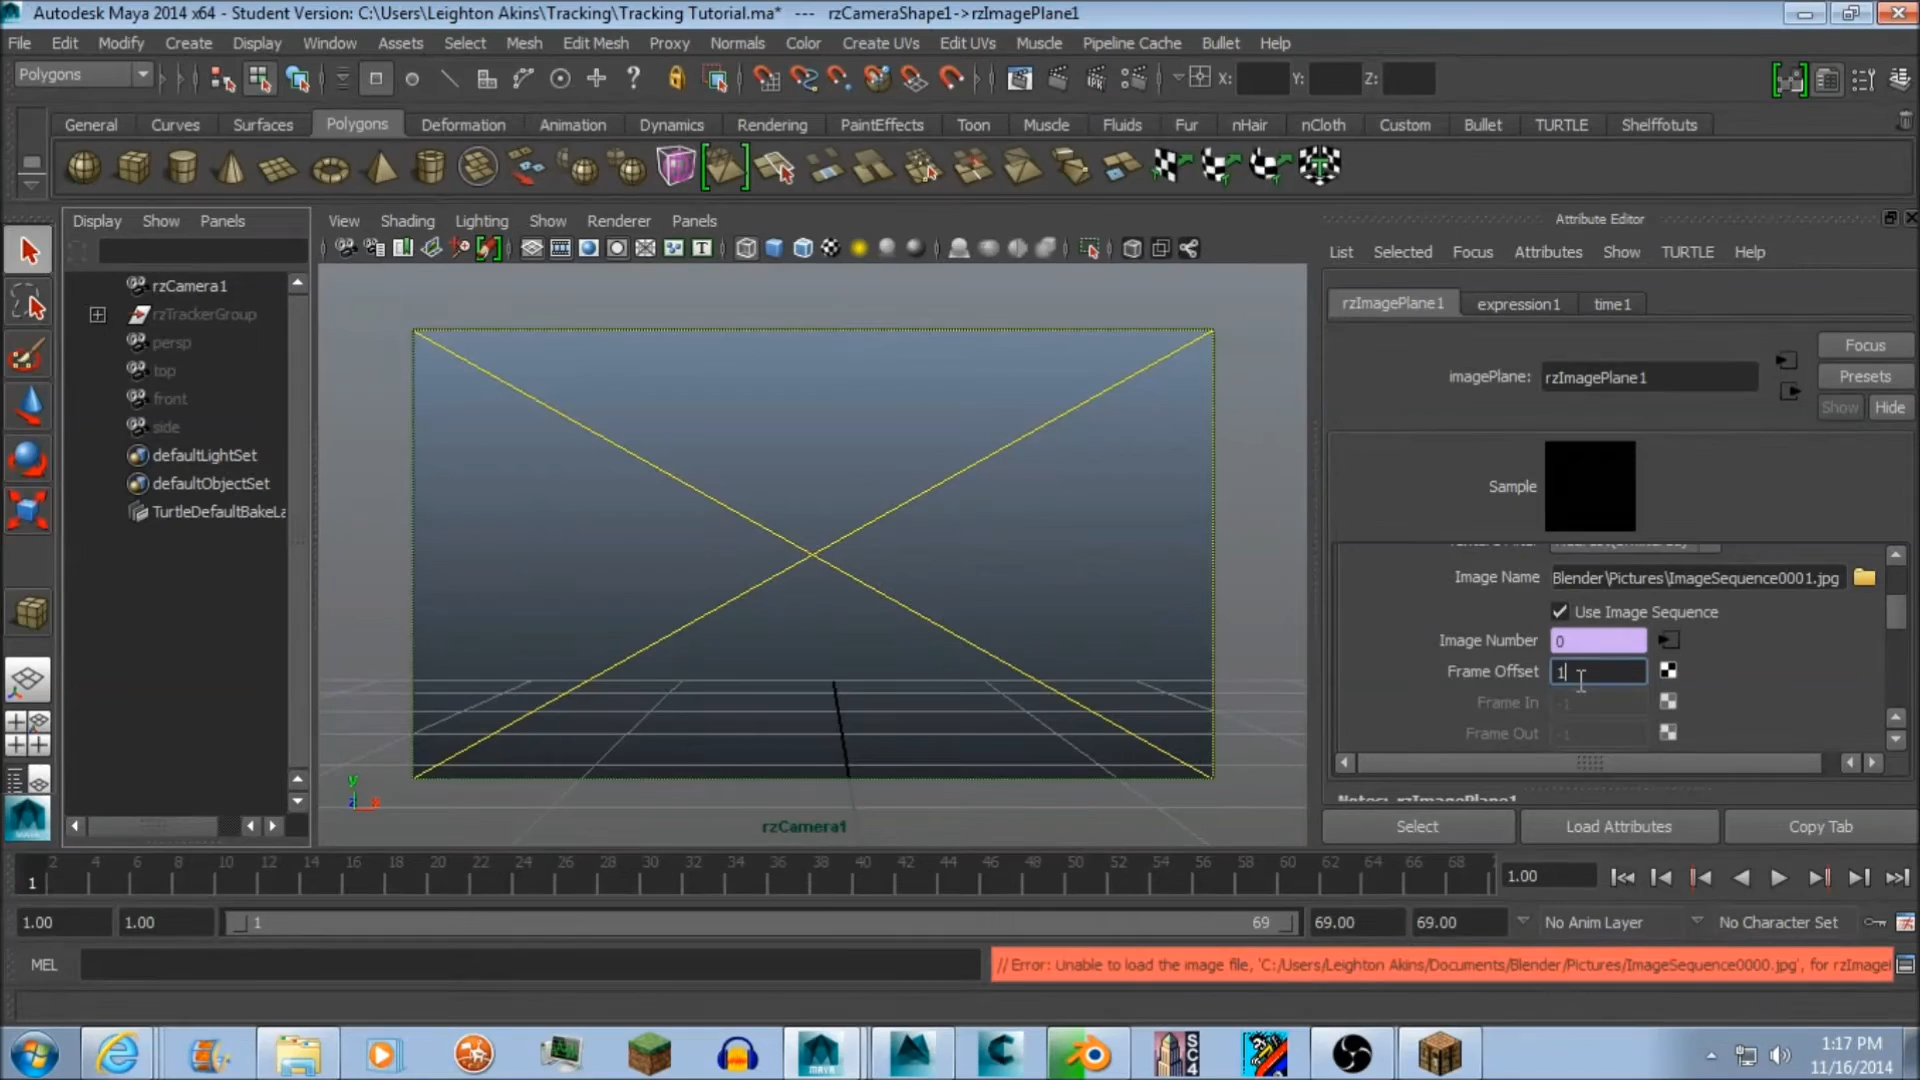 Autodesk Maya 2014 x64 - Student Version: C:\Users\Leighton Akins\Tracking\Tracking Tutorial.ma* --- rzCameraShape1->rzImagePlane1
File Edit Modify Create Display Window Assets Select Mesh Edit Mesh Proxy Normals Color Create UVs Edit UVs Muscle Pipeline Cache Bullet Help
Polygons X: Y: Z:
General Curves Surfaces Polygons Deformation Animation Dynamics Rendering PaintEffects Toon Muscle Fluids Fur nHair nCloth Custom Bullet TURTLE Shelffotuts
Display Show Panels
View Shading Lighting Show Renderer Panels
Attribute Editor
List Selected Focus Attributes Show TURTLE Help
rzCamera1
rzTrackerGroup
persp
top
front
side
defaultLightSet
defaultObjectSet
TurtleDefaultBakeLa
y
x
rzCamera1
rzImagePlane1 expression1 time1
Focus
imagePlane: rzImagePlane1
Presets
Show Hide
Sample
Image Name Blender\Pictures\ImageSequence0001.jpg
Use Image Sequence
Image Number 0
Frame Offset 1
Frame In -1
Frame Out -1
Notes: rzImagePlane1
Select Load Attributes Copy Tab
2 4 6 8 10 12 14 16 18 20 22 24 26 28 30 32 34 36 38 40 42 44 46 48 50 52 54 56 58 60 62 64 66 68
1 1.00
1.00 1.00 1 69 69.00 69.00 No Anim Layer No Character Set
MEL // Error: Unable to load the image file, 'C:/Users/Leighton Akins/Documents/Blender/Pictures/ImageSequence0000.jpg', for rzImagel
MAYA
SC4
1:17 PM
11/16/2014